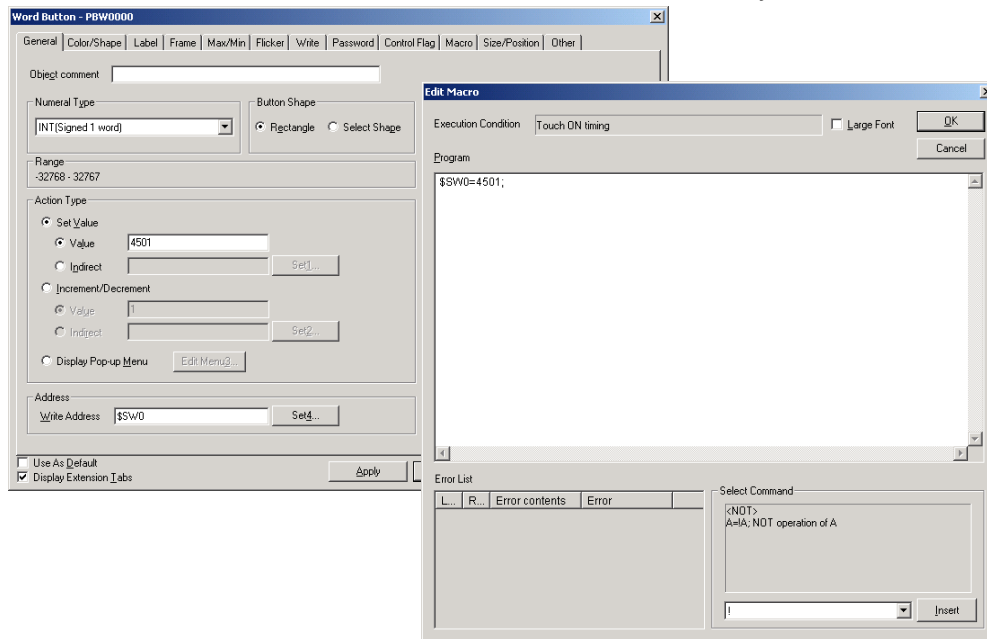 Word Button - PBW0000
General Color/Shape Label Frame Max/Min Flicker Write Password Control Flag Macro Size/Position Other
Object comment
Numeral Type
INT(Signed 1 word)
Button Shape
Rectangle Select Shape
Range
-32768 - 32767
Action Type
Set Value
Value 4501
Indirect Set1...
Increment/Decrement
Value 1
Indirect Set2...
Display Pop-up Menu Edit Menu3...
Address
Write Address $SW0 Set4...
Use As Default
Display Extension Tabs
Apply
Edit Macro
Execution Condition Touch ON timing Large Font OK
Cancel
Program
$SW0=4501;
Error List
L... R... Error contents Error
Select Command
<NOT>
A=!A; NOT operation of A
! Insert